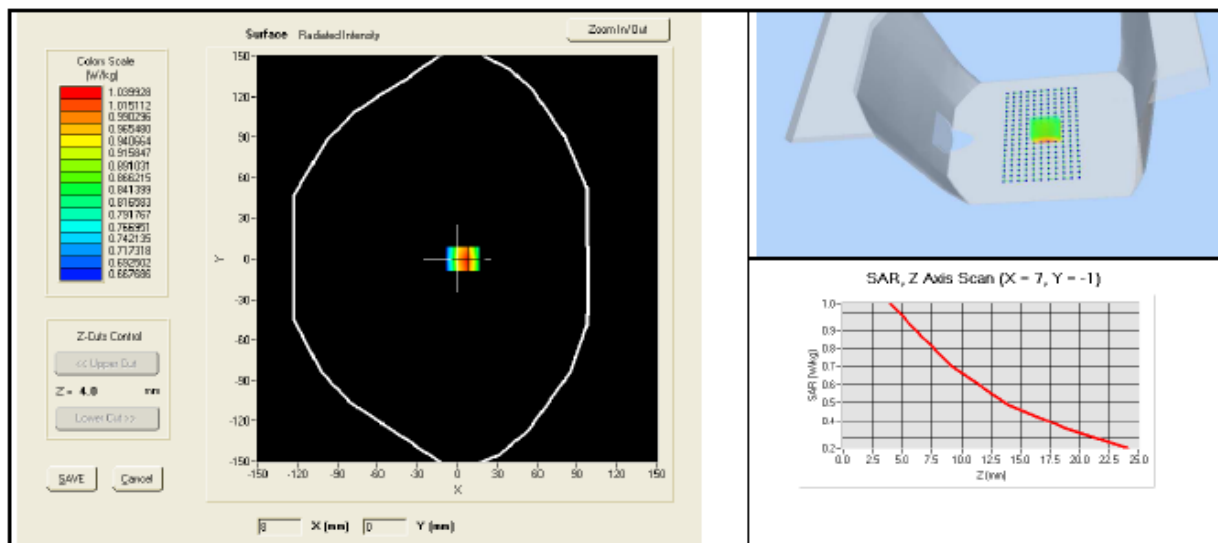 Surface Radiated Intensity
Zoom In/Out
Colors Scale
(W/kg)
1.039928
1.015112
0.990296
0.965480
0.940664
0.915847
0.891031
0.866215
0.841399
0.816583
0.791767
0.766951
0.742135
0.717318
0.692502
0.667686
Z-Cuts Control
<< Upper Cut
Z = 4.0 mm
Lower Cut >>
SAVE Cancel
150
120
90
60
30
0
-30
-60
-90
-120
-150
Y
-150 -120 -90 -60 -30 0 30 60 90 120 150
X
8 X (mm) 0 Y (mm)
SAR, Z Axis Scan (X = 7, Y = -1)
SAR (W/kg)
1.0
0.9
0.8
0.7
0.6
0.5
0.4
0.2
0.0 2.5 5.0 7.5 10.0 12.5 15.0 17.5 20.0 22.5 25.0
Z (mm)